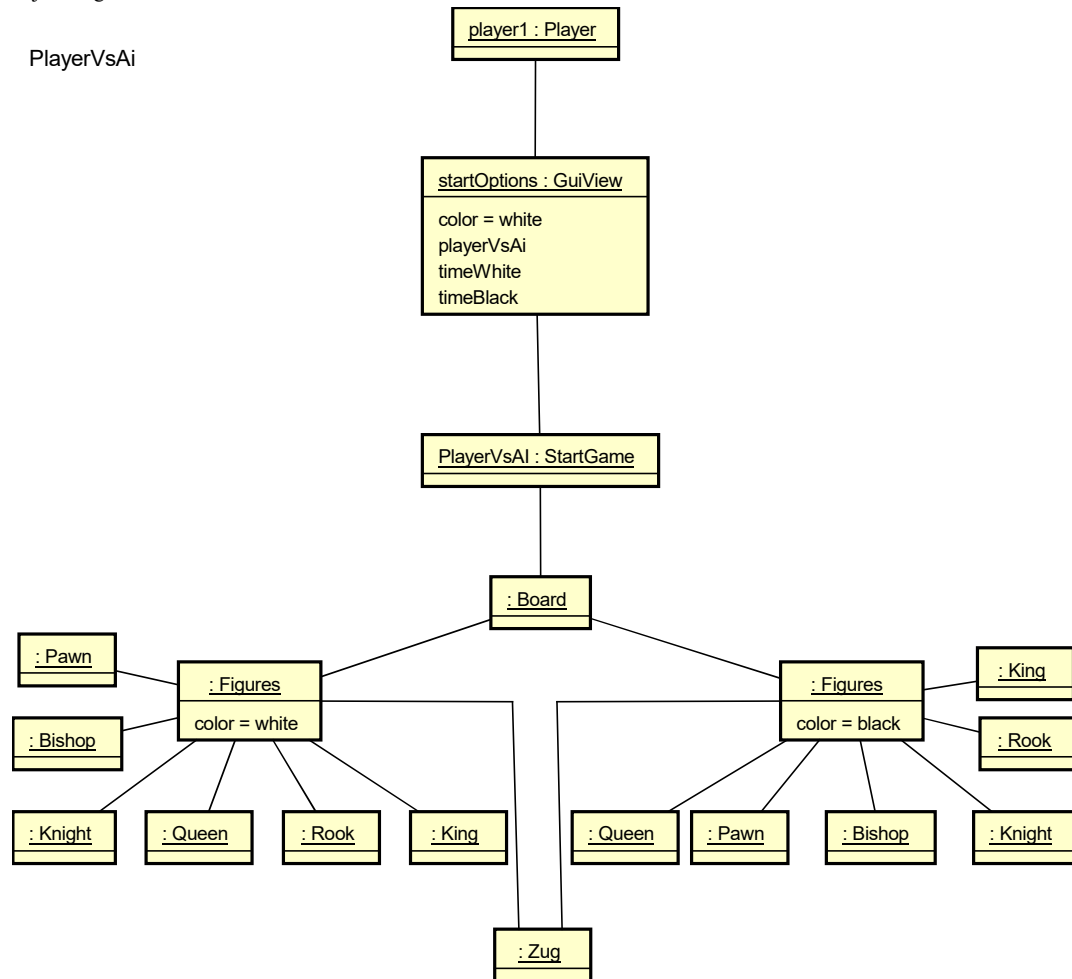 PlayerVsAi
player1 : Player
startOptions : GuiView
color = white
playerVsAi
timeWhite
timeBlack
PlayerVsAI : StartGame
: Board
: Pawn
: Figures
color = white
: Bishop
: Knight
: Queen
: Rook
: King
: Figures
color = black
: King
: Rook
: Queen
: Pawn
: Bishop
: Knight
: Zug